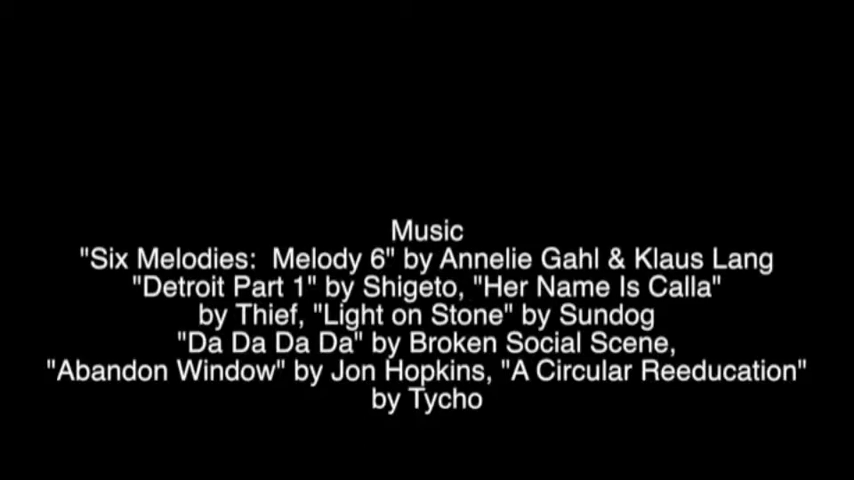 Music
"Six Melodies:  Melody 6" by Annelie Gahl & Klaus Lang
"Detroit Part 1" by Shigeto, "Her Name Is Calla"
by Thief, "Light on Stone" by Sundog
"Da Da Da Da" by Broken Social Scene,
"Abandon Window" by Jon Hopkins, "A Circular Reeducation"
by Tycho